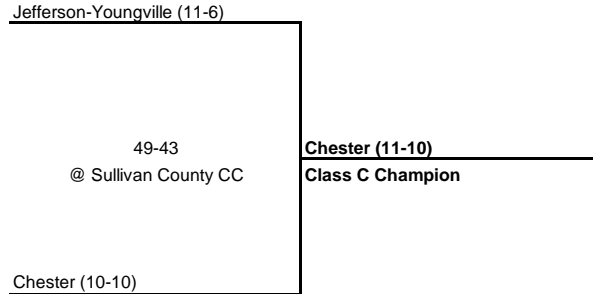 Jefferson-Youngville (11-6)
49-43
@ Sullivan County CC
Chester (11-10)
Class C Champion
Chester (10-10)